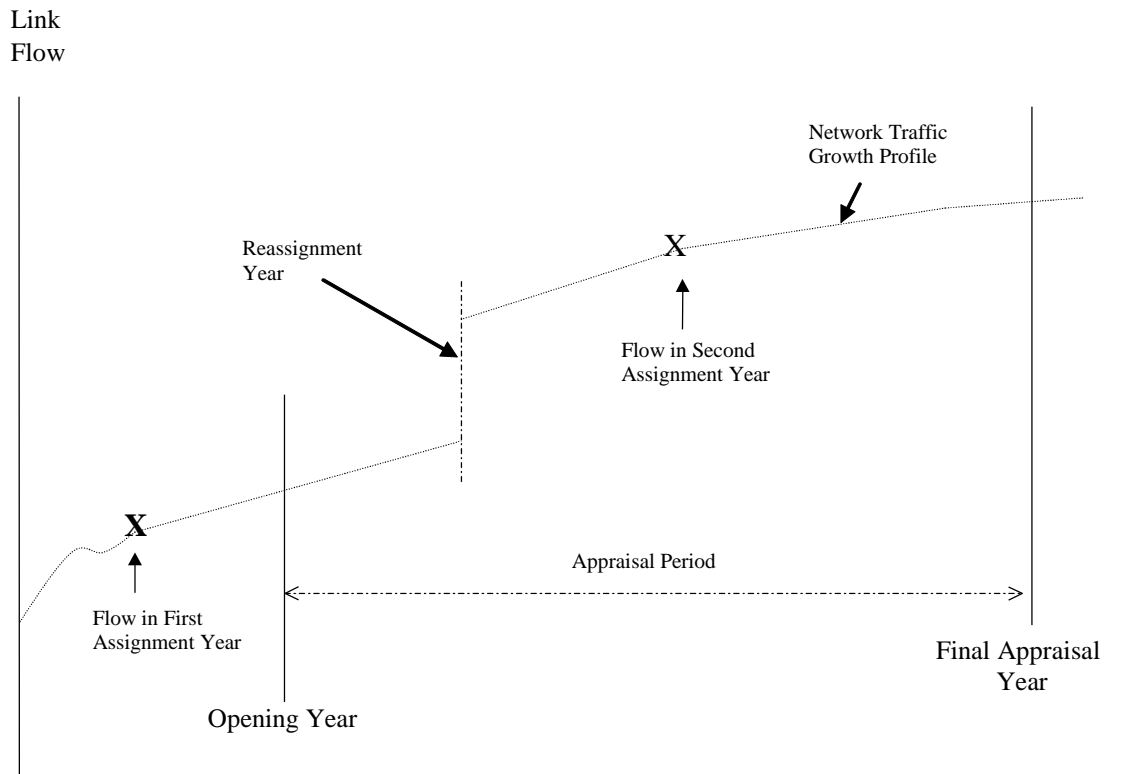 Link
Flow
Network Traffic
Growth Profile
Reassignment
Year
X
Flow in Second
Assignment Year
X
Appraisal Period
Flow in First
Assignment Year
Final Appraisal
Year
Opening Year